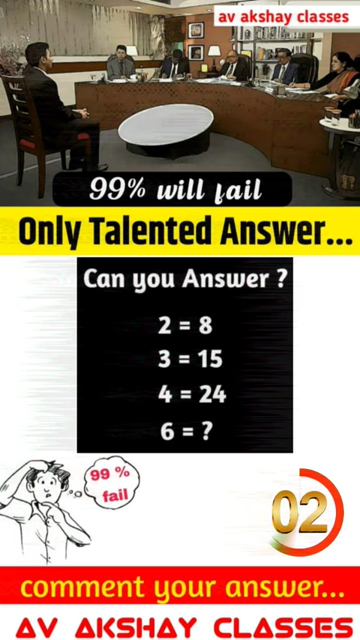 av akshay classes
99% will fail
Only Talented Answer...
Can you Answer ?
2 = 8
3 = 15
4 = 24
6 = ?
99 %
fail
02
comment your answer...
AV AKSHAY CLASSES